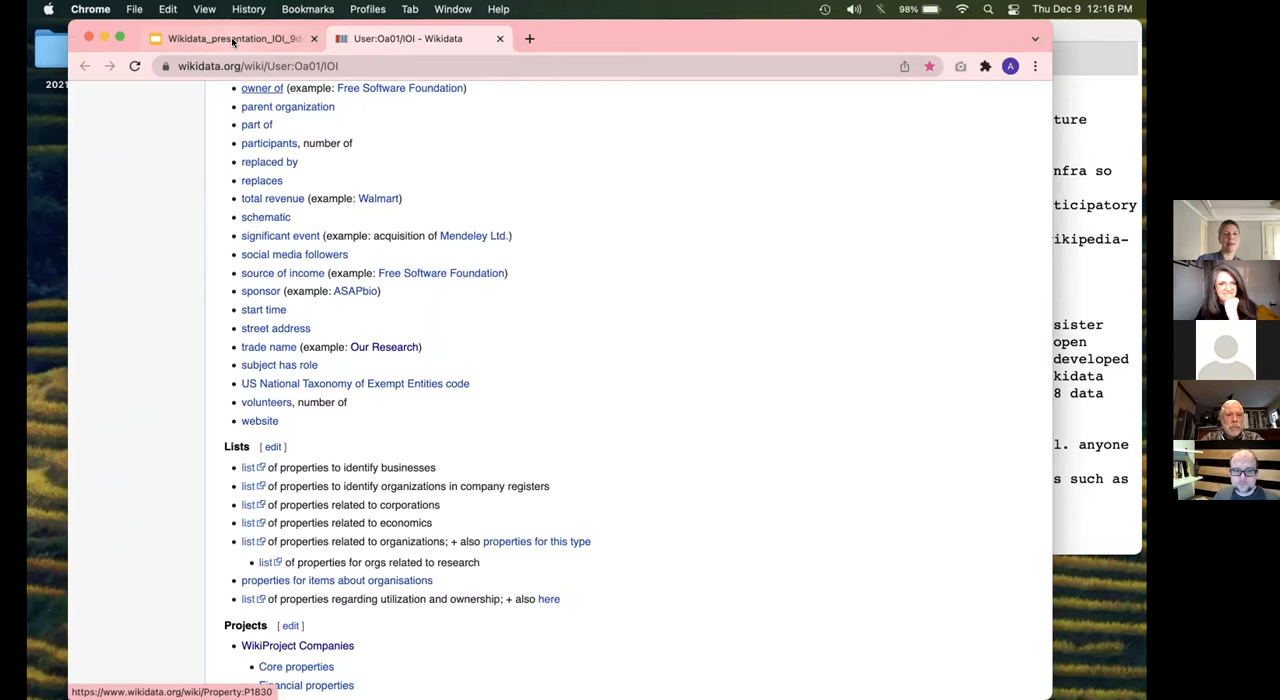 Chrome File Edit View History Bookmarks Profiles Tab Window Help 98% Thu Dec 9 12:16 PM
Wikidata_presentation_IOI_9d User:Oa01/IOI - Wikidata
wikidata.org/wiki/User:Oa01/IOI A
2021
owner of (example: Free Software Foundation)
parent organization
part of
participants, number of
replaced by
replaces
total revenue (example: Walmart)
schematic
significant event (example: acquisition of Mendeley Ltd.)
social media followers
source of income (example: Free Software Foundation)
sponsor (example: ASAPbio)
start time
street address
trade name (example: Our Research)
subject has role
US National Taxonomy of Exempt Entities code
volunteers, number of
website
Lists [ edit ]
list of properties to identify businesses
list of properties to identify organizations in company registers
list of properties related to corporations
list of properties related to economics
list of properties related to organizations; + also properties for this type
list of properties for orgs related to research
properties for items about organisations
list of properties regarding utilization and ownership; + also here
Projects [ edit ]
WikiProject Companies
Core properties
Financial properties
https://www.wikidata.org/wiki/Property:P1830
ture
nfra so
ticipatory
ikipedia-
sister
open
developed
kidata
8 data
l. anyone
s such as